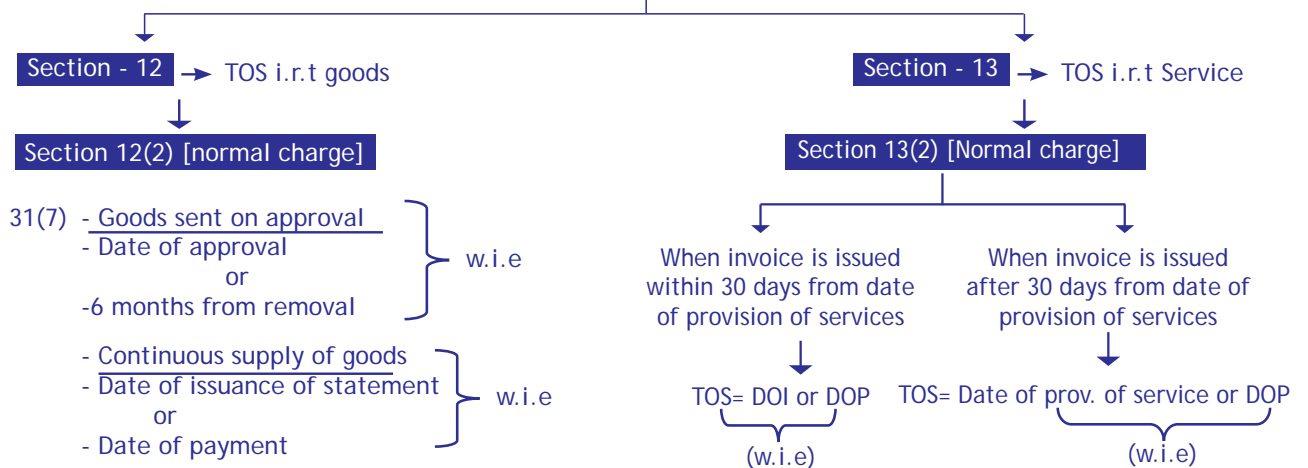 Section - 12 → TOS i.r.t goods
Section 12(2) [normal charge]
31(7) - Goods sent on approval
- Date of approval
or
-6 months from removal
w.i.e
- Continuous supply of goods
- Date of issuance of statement
or
- Date of payment
w.i.e
Section - 13 → TOS i.r.t Service
Section 13(2) [Normal charge]
When invoice is issued
within 30 days from date
of provision of services
TOS= DOI or DOP
(w.i.e)
When invoice is issued
after 30 days from date of
provision of services
TOS= Date of prov. of service or DOP
(w.i.e)